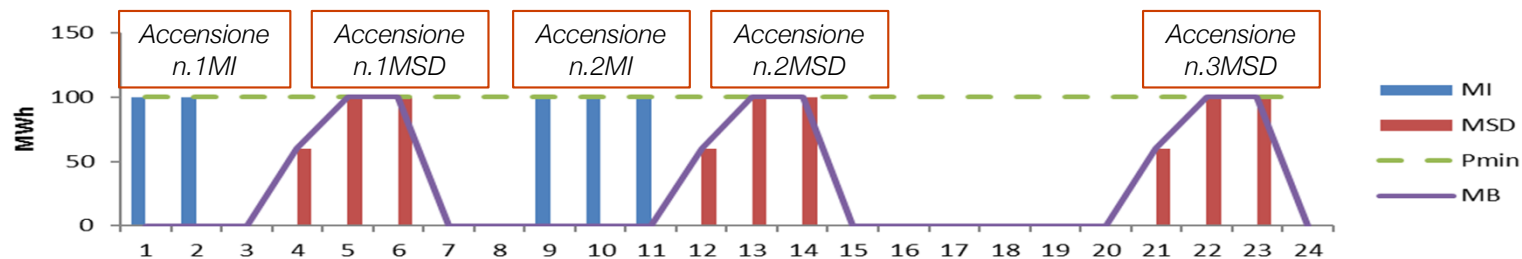 Accensione
n.1MI
Accensione
n.1MSD
Accensione
n.2MI
Accensione
n.2MSD
Accensione
n.3MSD
MWh
150
100
50
0
1 2 3 4 5 6 7 8 9 10 11 12 13 14 15 16 17 18 19 20 21 22 23 24
MI
MSD
Pmin
MB